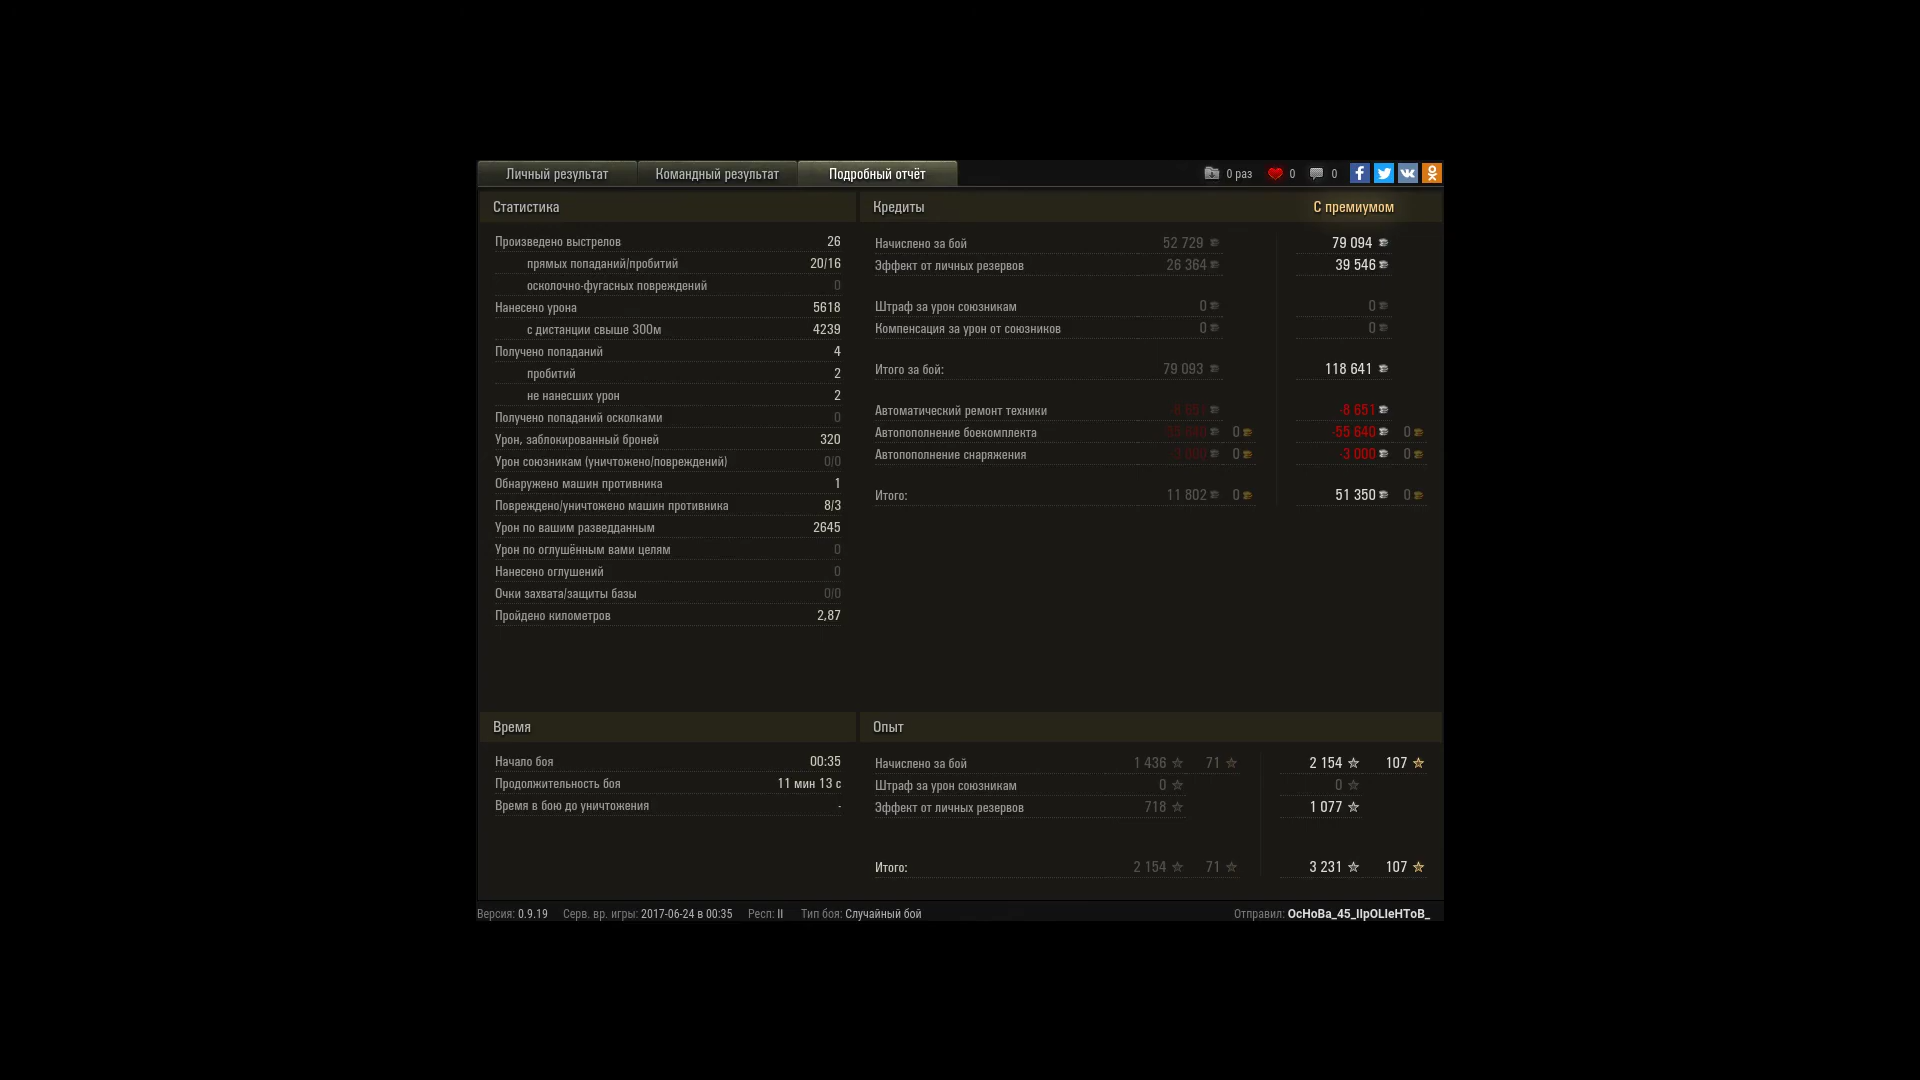 Личный результат Командный результат Подробный отчёт 0 раз 0 0
Статистика
Произведено выстрелов 26
прямых попаданий/пробитий 20/16
осколочно-фугасных повреждений 0
Нанесено урона 5618
с дистанции свыше 300м 4239
Получено попаданий 4
пробитий 2
не нанесших урон 2
Получено попаданий осколками 0
Урон, заблокированный броней 320
Урон союзникам (уничтожено/повреждений) 0/0
Обнаружено машин противника 1
Повреждено/уничтожено машин противника 8/3
Урон по вашим разведданным 2645
Урон по оглушённым вами целям 0
Нанесено оглушений 0
Очки захвата/защиты базы 0/0
Пройдено километров 2,87
Кредиты С премиумом
Начислено за бой 52 729 79 094
Эффект от личных резервов 26 364 39 546
Штраф за урон союзникам 0 0
Компенсация за урон от союзников 0 0
Итого за бой: 79 093 118 641
Автоматический ремонт техники -8 651 -8 651
Автопополнение боекомплекта -55 640 0 -55 640 0
Автопополнение снаряжения -3 000 0 -3 000 0
Итого: 11 802 0 51 350 0
Время
Начало боя 00:35
Продолжительность боя 11 мин 13 с
Время в бою до уничтожения -
Опыт
Начислено за бой 1 436 71 2 154 107
Штраф за урон союзникам 0 0
Эффект от личных резервов 718 1 077
Итого: 2 154 71 3 231 107
Версия: 0.9.19 Серв. вр. игры: 2017-06-24 в 00:35 Респ: II Тип боя: Случайный бой Отправил: OcHoBa_45_IIpOLIeHToB_